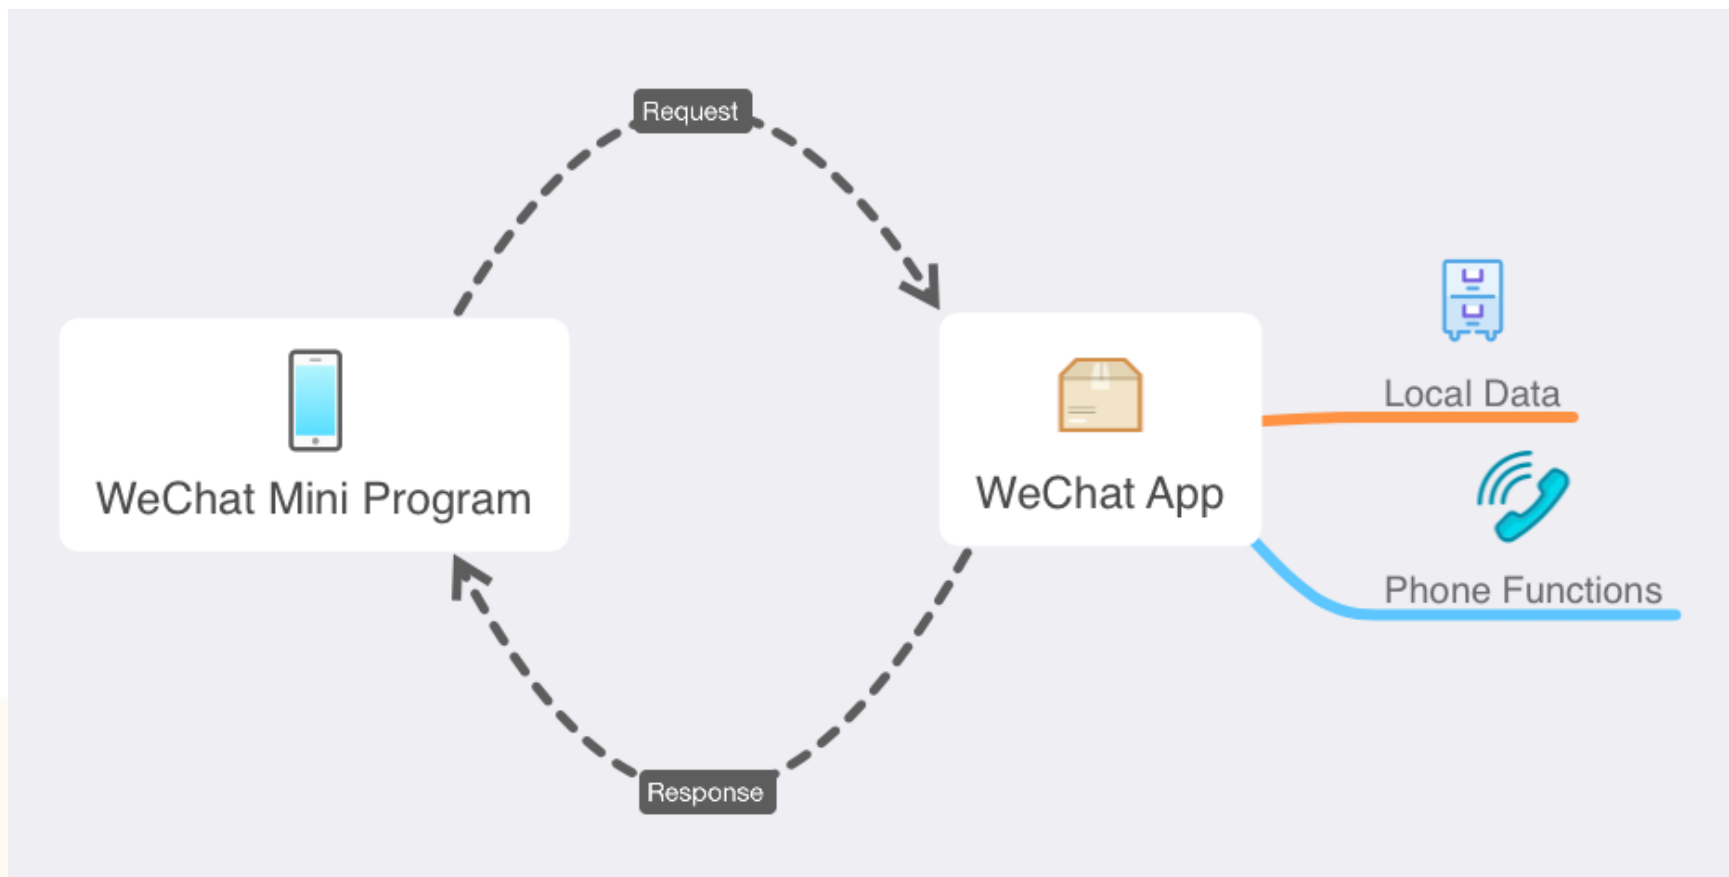 Request
WeChat Mini Program
WeChat App
Local Data
Phone Functions
Response